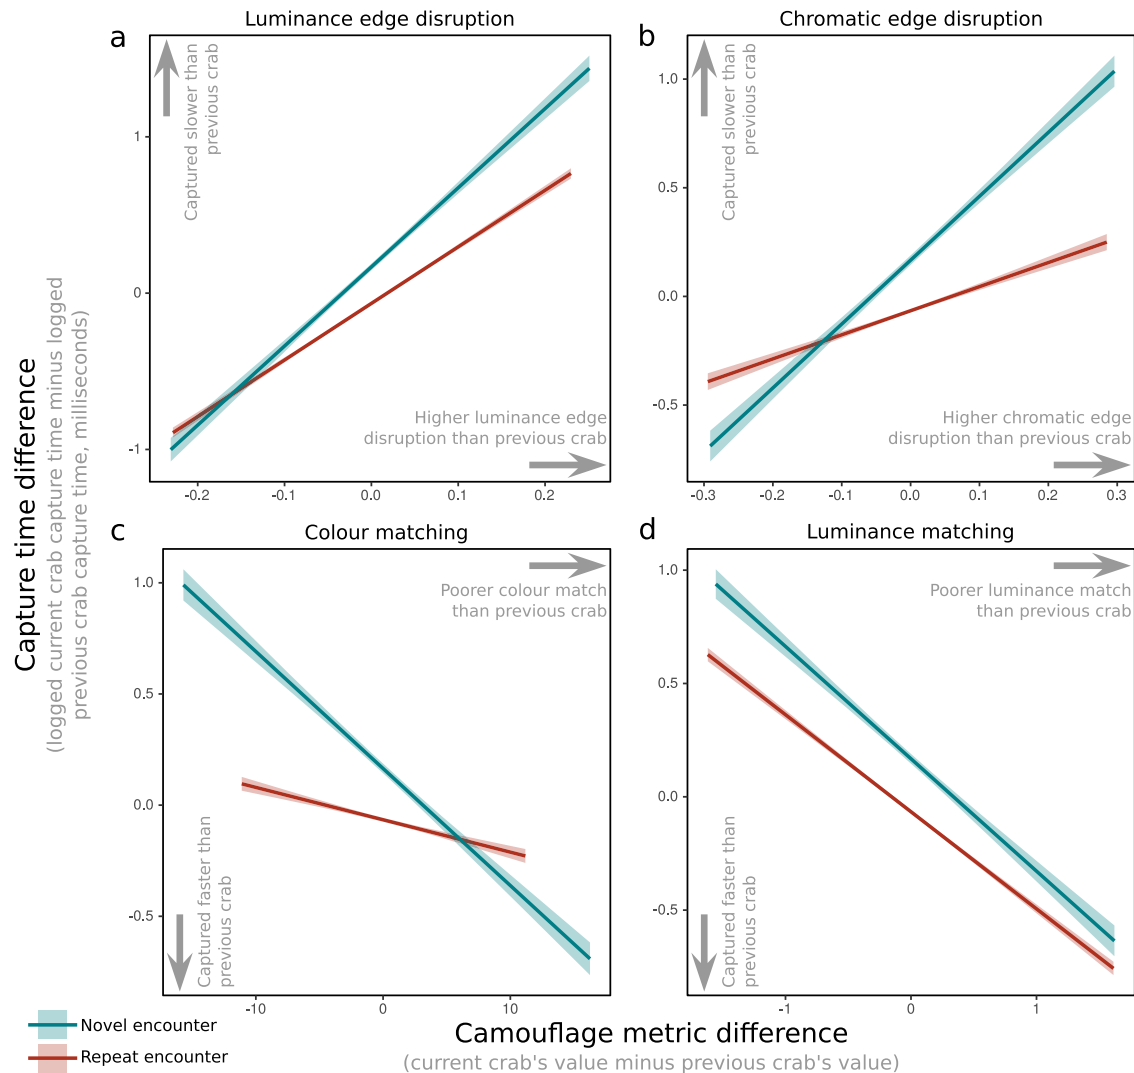 Luminance edge disruption
Chromatic edge disruption
a
b
Captured slower than
previous crab
Captured slower than
previous crab
1
0
-1
1.0
0.5
0.0
-0.5
Higher luminance edge
disruption than previous crab
Higher chromatic edge
disruption than previous crab
-0.2
-0.1
0.0
0.1
0.2
-0.3
-0.2
-0.1
0.0
0.1
0.2
0.3
Capture time difference
(logged current crab capture time minus logged
previous crab capture time, milliseconds)
c
Colour matching
d
Luminance matching
Poorer colour match
than previous crab
Poorer luminance match
than previous crab
1.0
0.5
0.0
-0.5
1.0
0.5
0.0
-0.5
Captured faster than
previous crab
Captured faster than
previous crab
-10
0
10
-1
0
1
Novel encounter
Repeat encounter
Camouflage metric difference
(current crab's value minus previous crab's value)